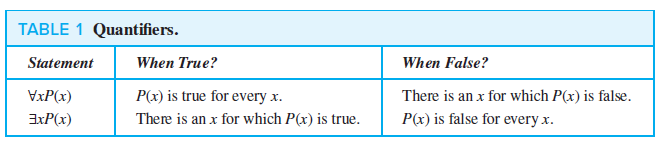 TABLE 1 Quantifiers.
Statement When True? When False?
∀xP(x) P(x) is true for every x. There is an x for which P(x) is false.
∃xP(x) There is an x for which P(x) is true. P(x) is false for every x.